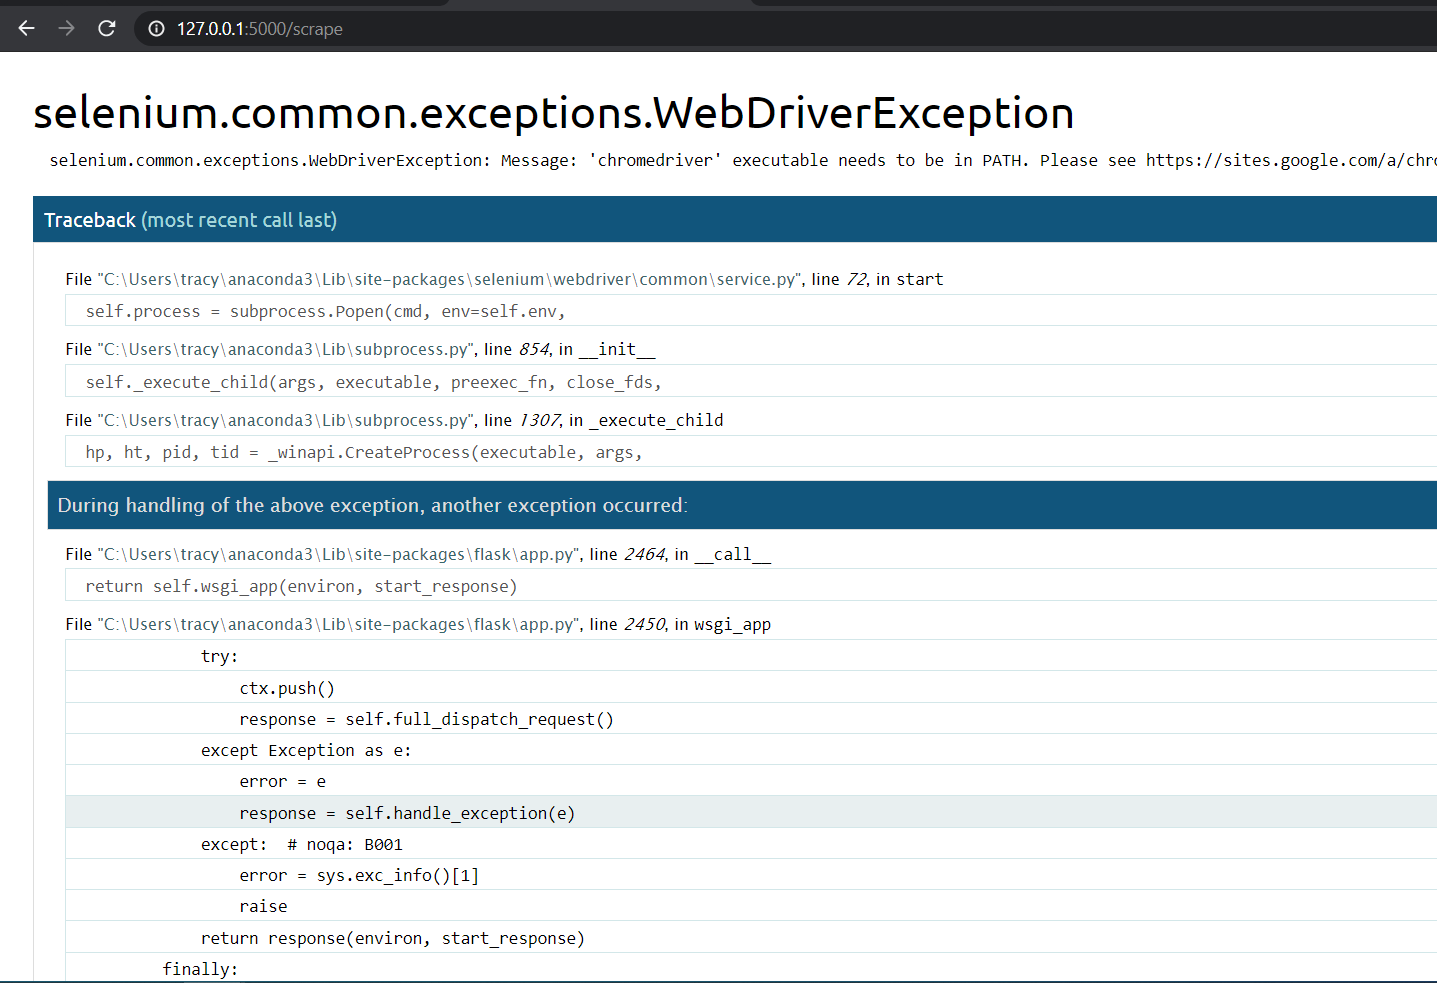 127.0.0.1:5000/scrape
selenium.common.exceptions.WebDriverException
selenium.common.exceptions.WebDriverException: Message: 'chromedriver' executable needs to be in PATH. Please see https://sites.google.com/a/chro
Traceback (most recent call last)
File "C:\Users\tracy\anaconda3\Lib\site-packages\selenium\webdriver\common\service.py", line 72, in start
self.process = subprocess.Popen(cmd, env=self.env,
File "C:\Users\tracy\anaconda3\Lib\subprocess.py", line 854, in __init__
self._execute_child(args, executable, preexec_fn, close_fds,
File "C:\Users\tracy\anaconda3\Lib\subprocess.py", line 1307, in _execute_child
hp, ht, pid, tid = _winapi.CreateProcess(executable, args,
During handling of the above exception, another exception occurred:
File "C:\Users\tracy\anaconda3\Lib\site-packages\flask\app.py", line 2464, in __call__
return self.wsgi_app(environ, start_response)
File "C:\Users\tracy\anaconda3\Lib\site-packages\flask\app.py", line 2450, in wsgi_app
try:
ctx.push()
response = self.full_dispatch_request()
except Exception as e:
error = e
response = self.handle_exception(e)
except:  # noqa: B001
error = sys.exc_info()[1]
raise
return response(environ, start_response)
finally: